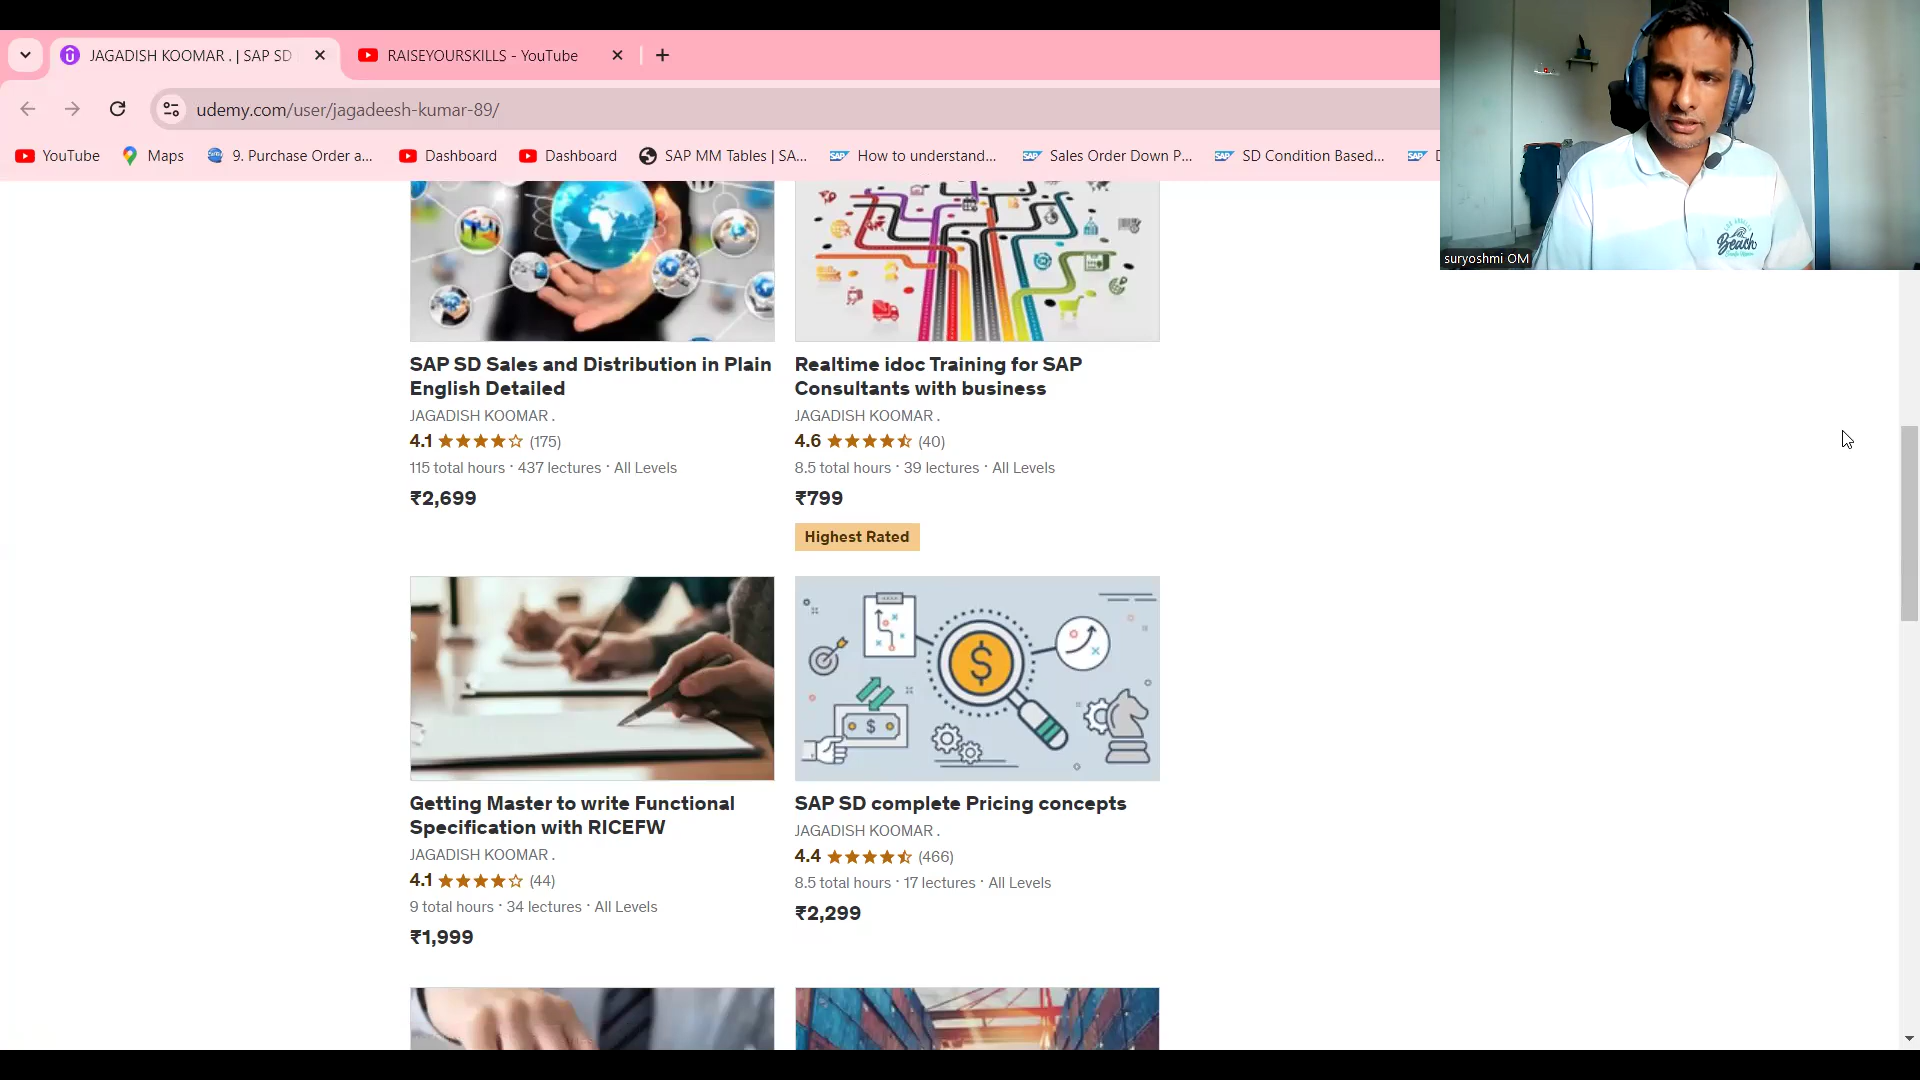 JAGADISH KOOMAR . | SAP SD
RAISEYOURSKILLS - YouTube
udemy.com/user/jagadeesh-kumar-89/
YouTube
Maps
9. Purchase Order a...
Dashboard
Dashboard
SAP MM Tables | SA...
How to understand...
Sales Order Down P...
SD Condition Based...
Beach
suryoshmi OM
SAP SD Sales and Distribution in Plain
English Detailed
JAGADISH KOOMAR .
4.1 (175)
115 total hours · 437 lectures · All Levels
₹2,699
Realtime idoc Training for SAP
Consultants with business
JAGADISH KOOMAR .
4.6 (40)
8.5 total hours · 39 lectures · All Levels
₹799
Highest Rated
Getting Master to write Functional
Specification with RICEFW
JAGADISH KOOMAR .
4.1 (44)
9 total hours · 34 lectures · All Levels
₹1,999
SAP SD complete Pricing concepts
JAGADISH KOOMAR .
4.4 (466)
8.5 total hours · 17 lectures · All Levels
₹2,299